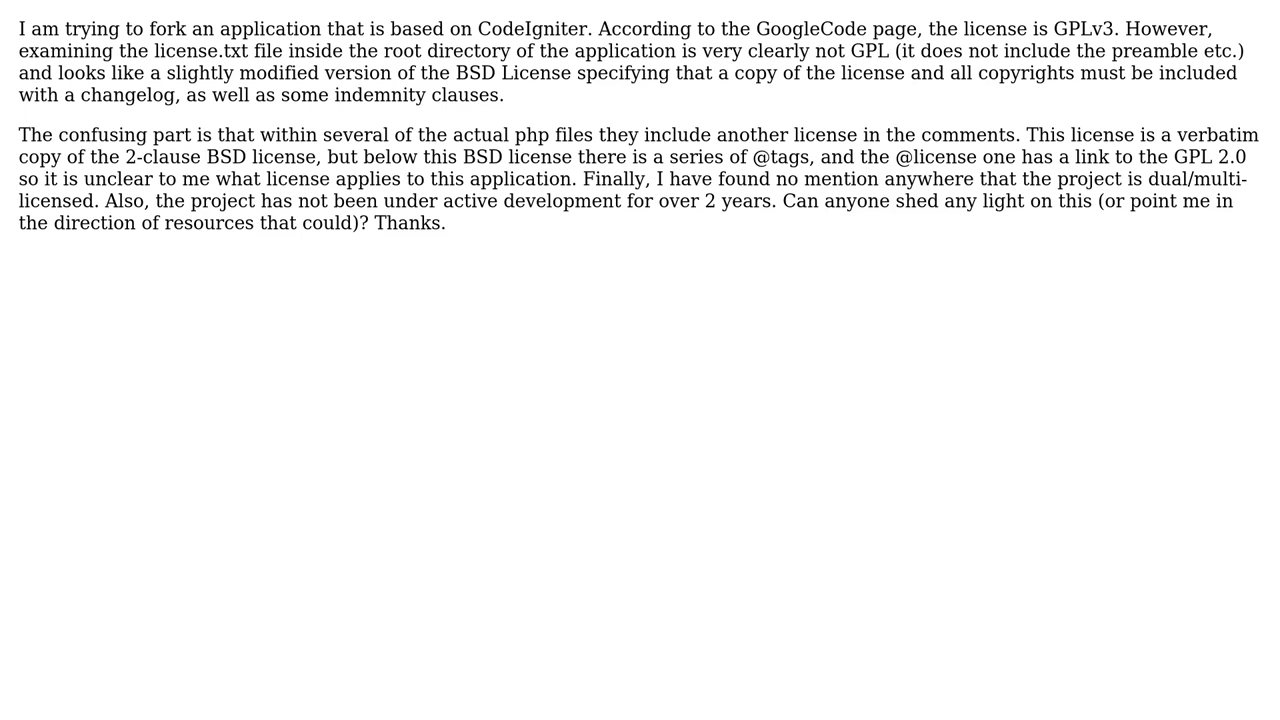 I am trying to fork an application that is based on CodeIgniter. According to the GoogleCode page, the license is GPLv3. However,
examining the license.txt file inside the root directory of the application is very clearly not GPL (it does not include the preamble etc.)
and looks like a slightly modified version of the BSD License specifying that a copy of the license and all copyrights must be included
with a changelog, as well as some indemnity clauses.
The confusing part is that within several of the actual php files they include another license in the comments. This license is a verbatim
copy of the 2-clause BSD license, but below this BSD license there is a series of @tags, and the @license one has a link to the GPL 2.0
so it is unclear to me what license applies to this application. Finally, I have found no mention anywhere that the project is dual/multi-
licensed. Also, the project has not been under active development for over 2 years. Can anyone shed any light on this (or point me in
the direction of resources that could)? Thanks.